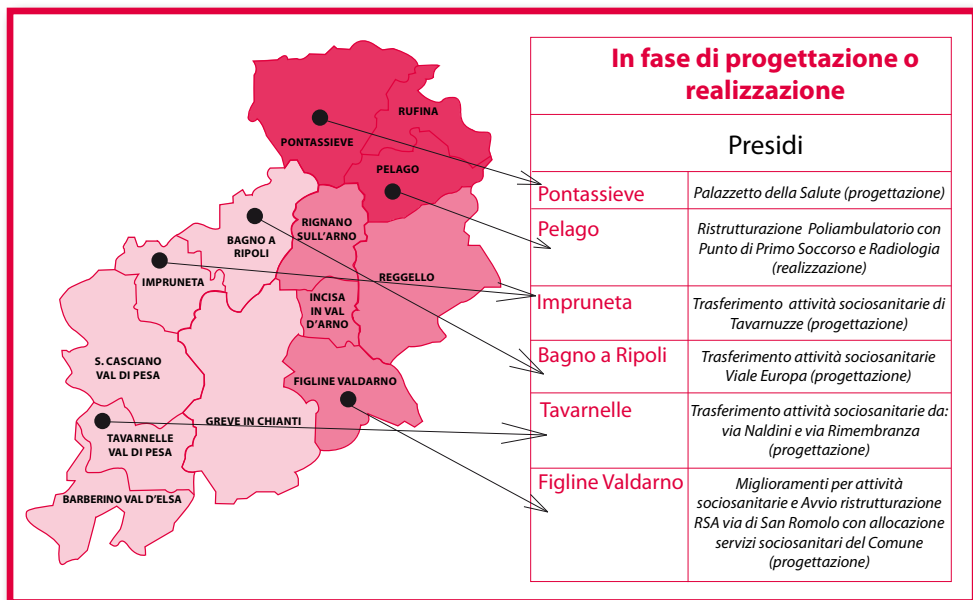 RUFINA
PONTASSIEVE
PELAGO
RIGNANO
SULL'ARNO
BAGNO A
RIPOLI
REGGELLO
IMPRUNETA
INCISA
IN VAL
D'ARNO
S. CASCIANO
VAL DI PESA
FIGLINE VALDARNO
GREVE IN CHIANTI
TAVARNELLE
VAL DI PESA
BARBERINO VAL D'ELSA
In fase di progettazione o
realizzazione
Presidi
Pontassieve
Palazzetto della Salute (progettazione)
Pelago
Ristrutturazione Poliambulatorio con
Punto di Primo Soccorso e Radiologia
(realizzazione)
Impruneta
Trasferimento attività sociosanitarie di
Tavarnuzze (progettazione)
Bagno a Ripoli
Trasferimento attività sociosanitarie
Viale Europa (progettazione)
Tavarnelle
Trasferimento attività sociosanitarie da:
via Naldini e via Rimembranza
(progettazione)
Figline Valdarno
Miglioramenti per attività
sociosanitarie e Avvio ristrutturazione
RSA via di San Romolo con allocazione
servizi sociosanitari del Comune
(progettazione)